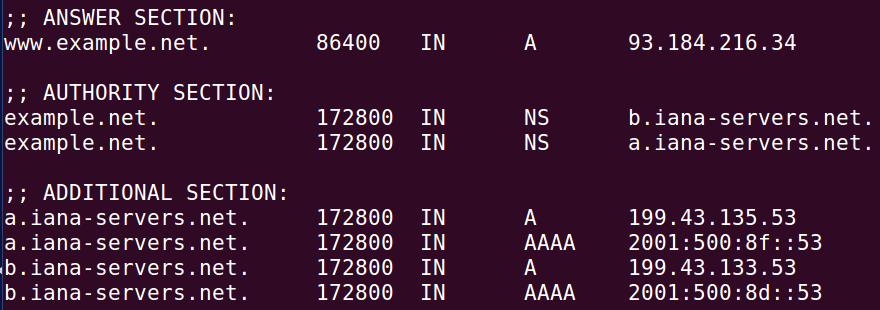 ;; ANSWER SECTION:
www.example.net. 86400 IN A 93.184.216.34
;; AUTHORITY SECTION:
example.net. 172800 IN NS b.iana-servers.net.
example.net. 172800 IN NS a.iana-servers.net.
;; ADDITIONAL SECTION:
a.iana-servers.net. 172800 IN A 199.43.135.53
a.iana-servers.net. 172800 IN AAAA 2001:500:8f::53
b.iana-servers.net. 172800 IN A 199.43.133.53
b.iana-servers.net. 172800 IN AAAA 2001:500:8d::53